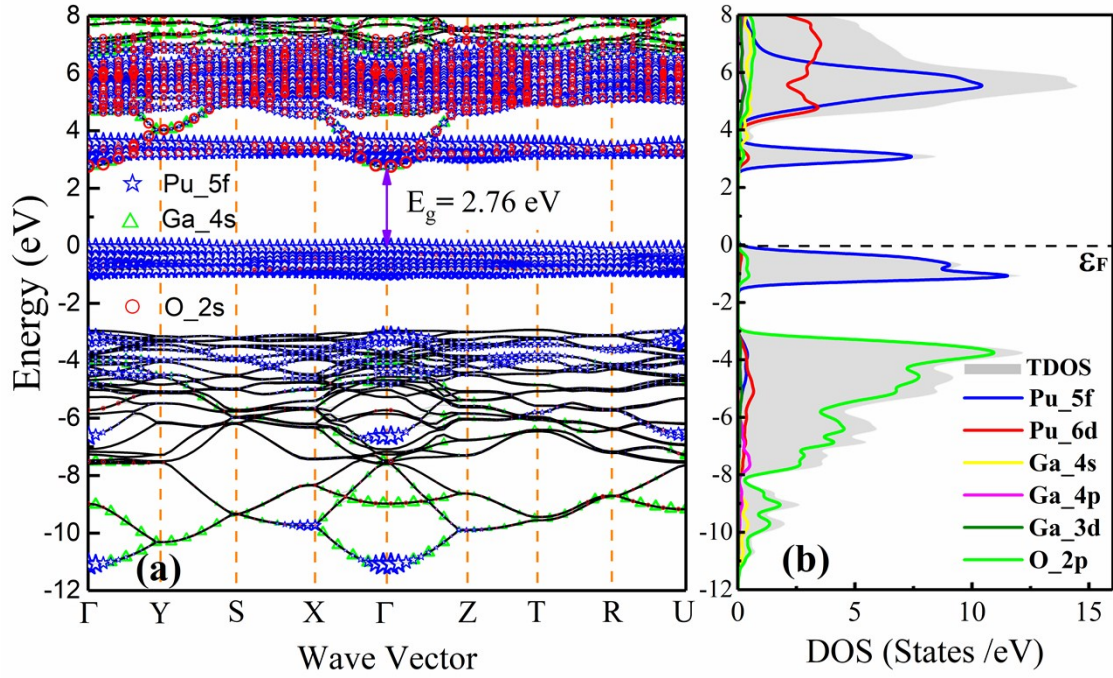 8
6
4
2
0
-2
-4
-6
-8
-10
-12
Energy (eV)
Pu_5f
Ga_4s
O_2s
E_g= 2.76 eV
(a)
Γ Y S X Γ Z T R U
Wave Vector
8
6
4
2
0
-2
-4
-6
-8
-10
-12
ε_F
TDOS
Pu_5f
Pu_6d
Ga_4s
Ga_4p
Ga_3d
O_2p
(b)
0 5 10 15
DOS (States /eV)